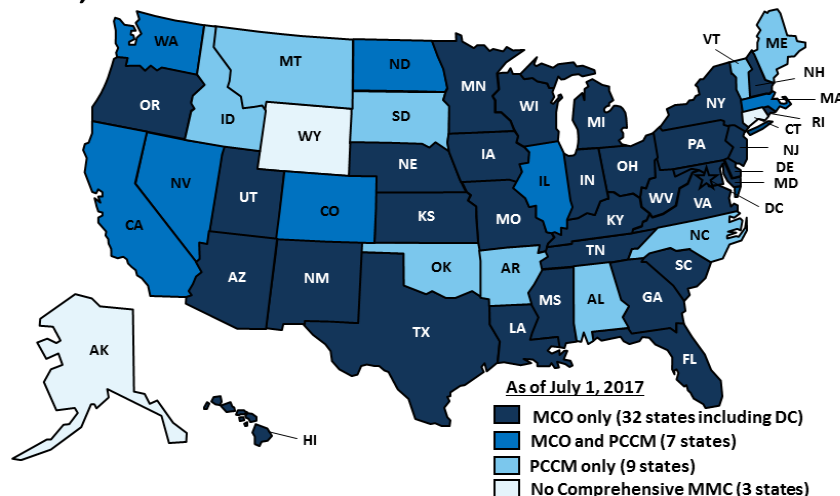 WA
MT
ND
MN
VT
ME
OR
ID
SD
WI
MI
NY
NH
MA
WY
RI
CT
NE
IA
PA
NJ
NV
UT
CO
IL
IN
OH
DE
MD
CA
KS
MO
WV
VA
DC
KY
AZ
NM
OK
AR
TN
NC
SC
TX
LA
MS
AL
GA
AK
FL
HI
As of July 1, 2017
MCO only (32 states including DC)
MCO and PCCM (7 states)
PCCM only (9 states)
No Comprehensive MMC (3 states)